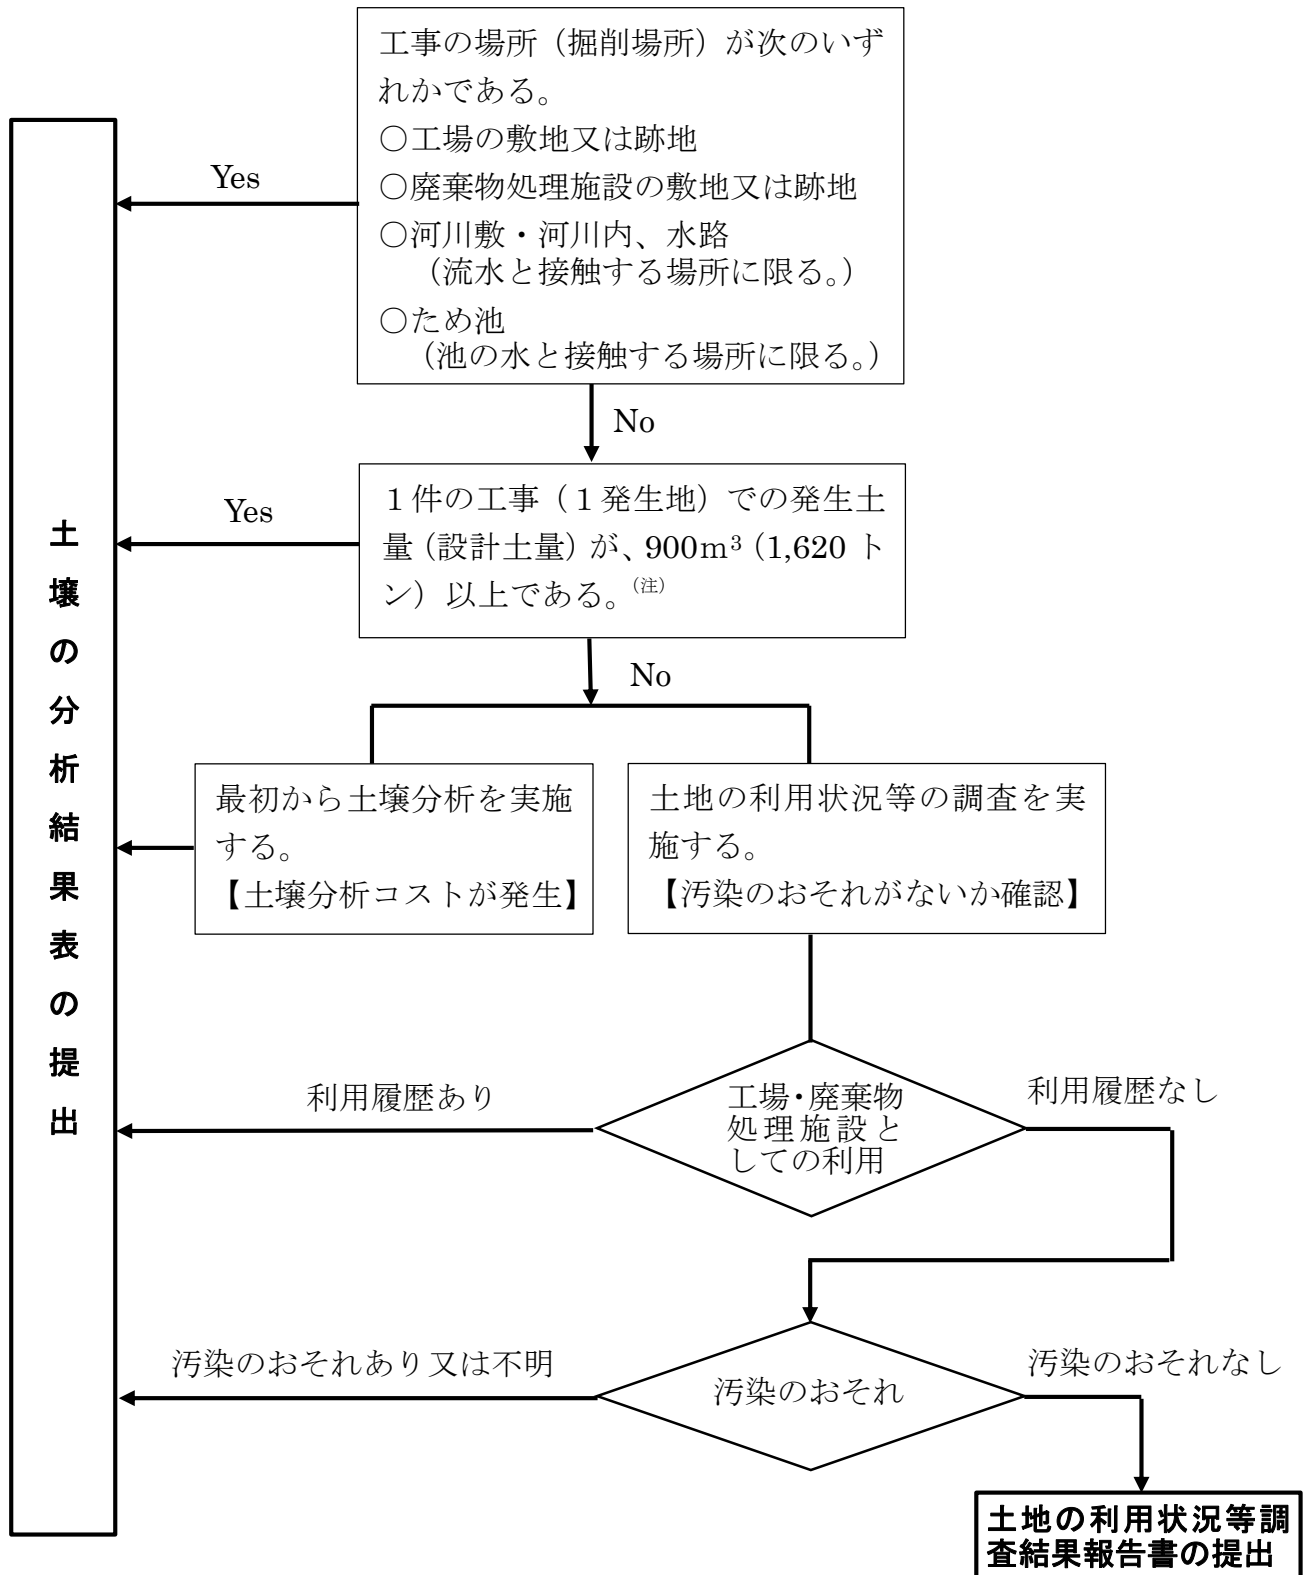 工事の場所（掘削場所）が次のいず
れかである。
○工場の敷地又は跡地
○廃棄物処理施設の敷地又は跡地
○河川敷・河川内、水路
（流水と接触する場所に限る。）
○ため池
（池の水と接触する場所に限る。）
Yes
No
１件の工事（１発生地）での発生土
量（設計土量）が、900m³（1,620 ト
ン）以上である。（注）
Yes
No
土壌の分析結果表の提出
最初から土壌分析を実施
する。
【土壌分析コストが発生】
土地の利用状況等の調査を実
施する。
【汚染のおそれがないか確認】
利用履歴あり
工場・廃棄物
処理施設と
しての利用
利用履歴なし
汚染のおそれあり又は不明
汚染のおそれ
汚染のおそれなし
土地の利用状況等調
査結果報告書の提出